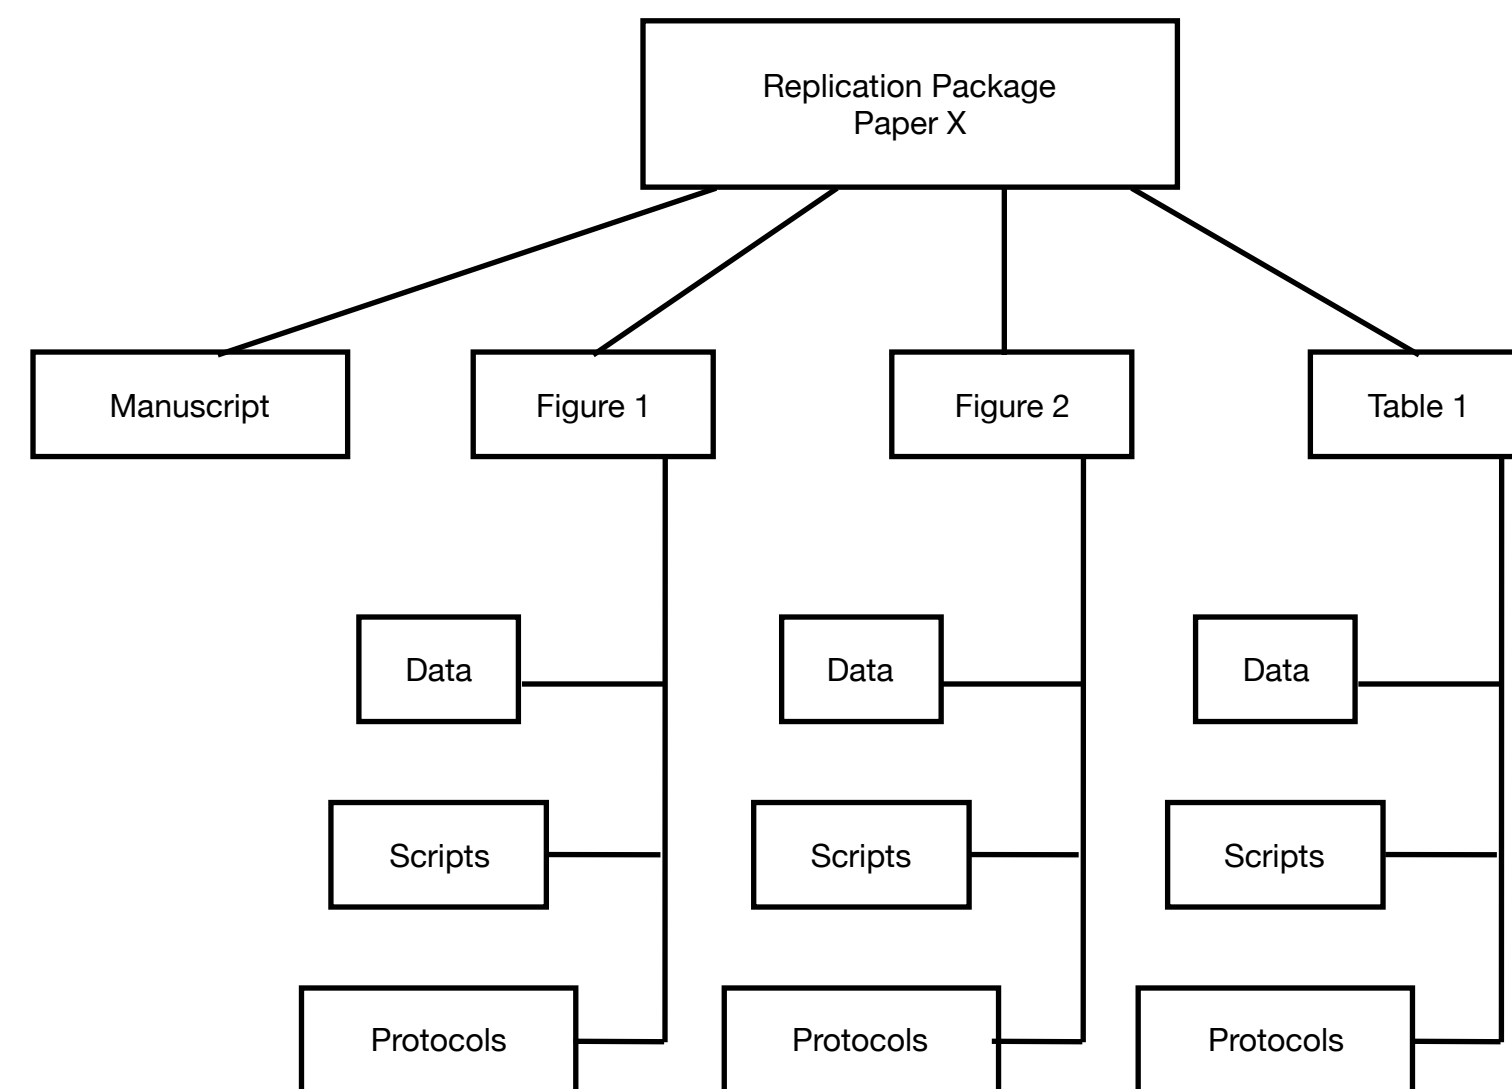 Replication Package
Paper X
Manuscript
Figure 1
Figure 2
Table 1
Data
Data
Data
Scripts
Scripts
Scripts
Protocols
Protocols
Protocols